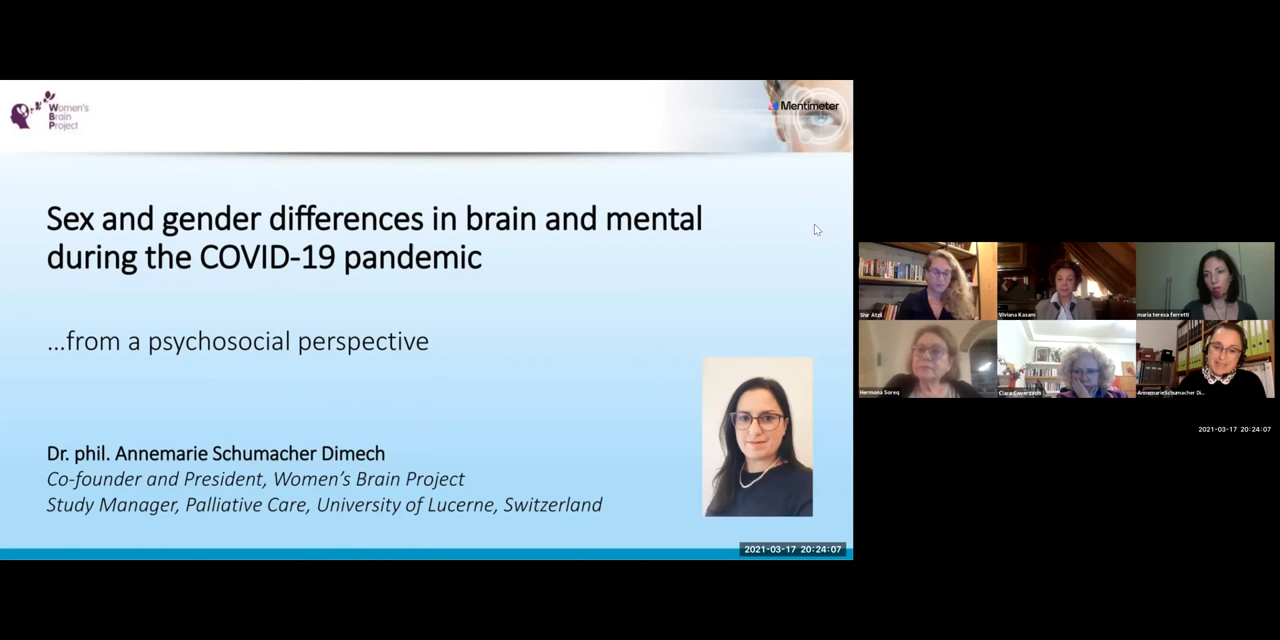 Women's
Brain
Project
Mentimeter
Sex and gender differences in brain and mental
during the COVID-19 pandemic
...from a psychosocial perspective
Dr. phil. Annemarie Schumacher Dimech
Co-founder and President, Women's Brain Project
Study Manager, Palliative Care, University of Lucerne, Switzerland
2021-03-17 20:24:07
Shir Atzil
Viviana Kasam
maria teresa ferretti
Hermona Soreq
Clara Caverzasio
Annemarie Schumacher Di...
2021-03-17 20:24:07